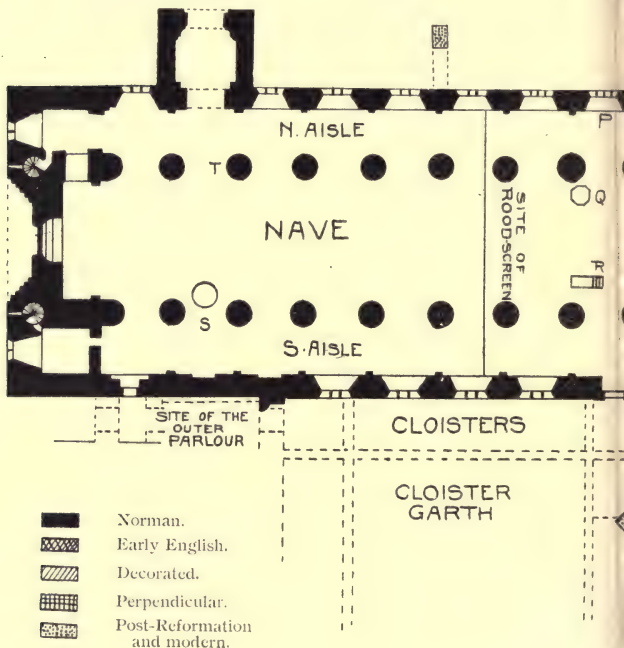 N. AISLE
P
T
Q
NAVE
SITE OF
ROOD-SCREEN
R
S
S. AISLE
SITE OF THE
OUTER
PARLOUR
CLOISTERS
CLOISTER
GARTH
Norman.
Early English.
Decorated.
Perpendicular.
Post-Reformation
and modern.